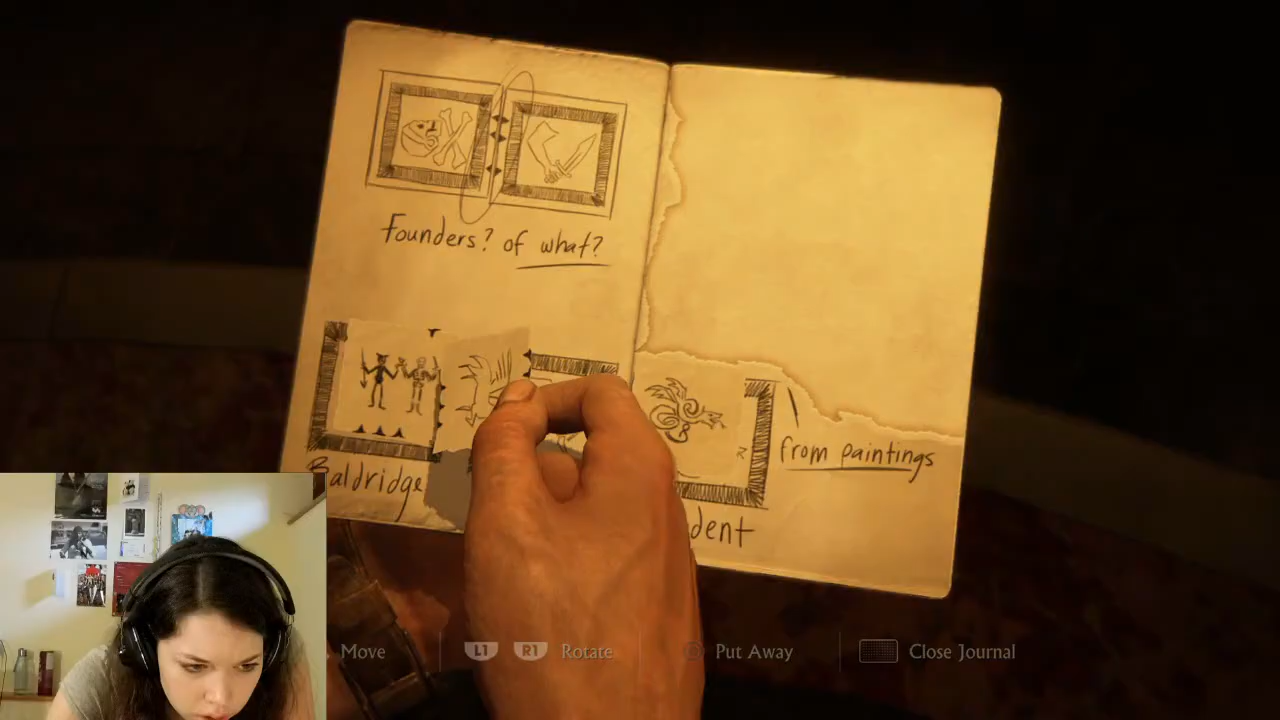 Founders? of what?
from paintings
Baldridge
dent
Move
L1 R1 Rotate
Put Away
Close Journal